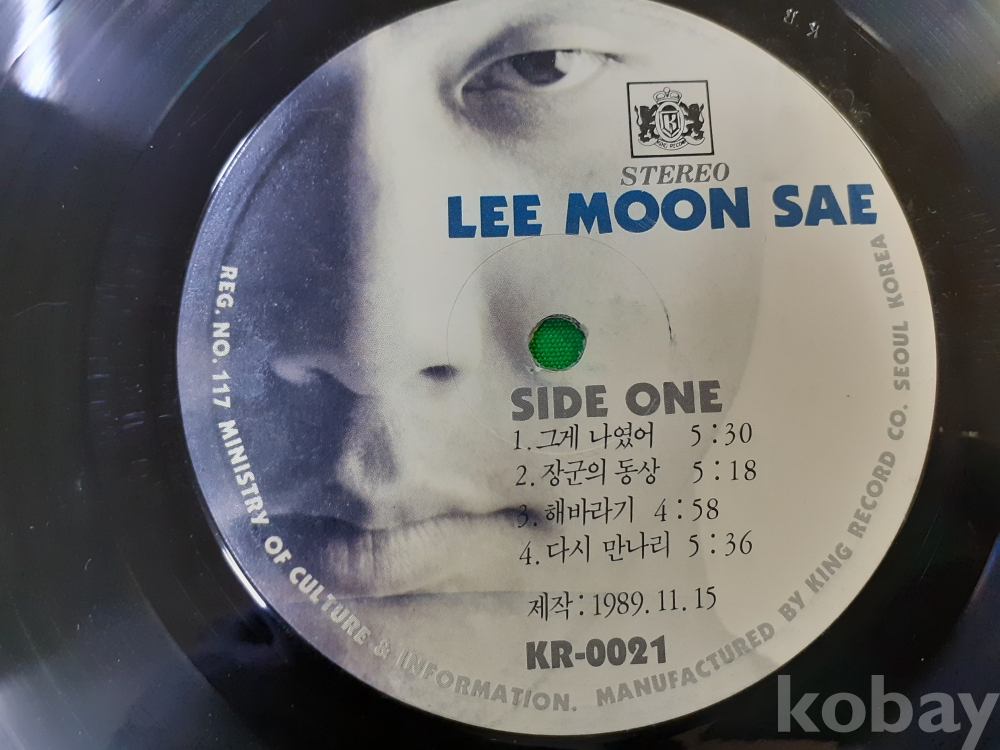 STEREO
LEE MOON SAE
SIDE ONE
1. 그게 나였어 5:30
2. 장군의 동상 5:18
3. 해바라기 4:58
4. 다시 만나리 5:36
제작: 1989. 11. 15
KR-0021
REG. NO. 117 MINISTRY OF CULTURE & INFORMATION. MANUFACTURED BY KING RECORD CO. SEOUL KOREA
kobay